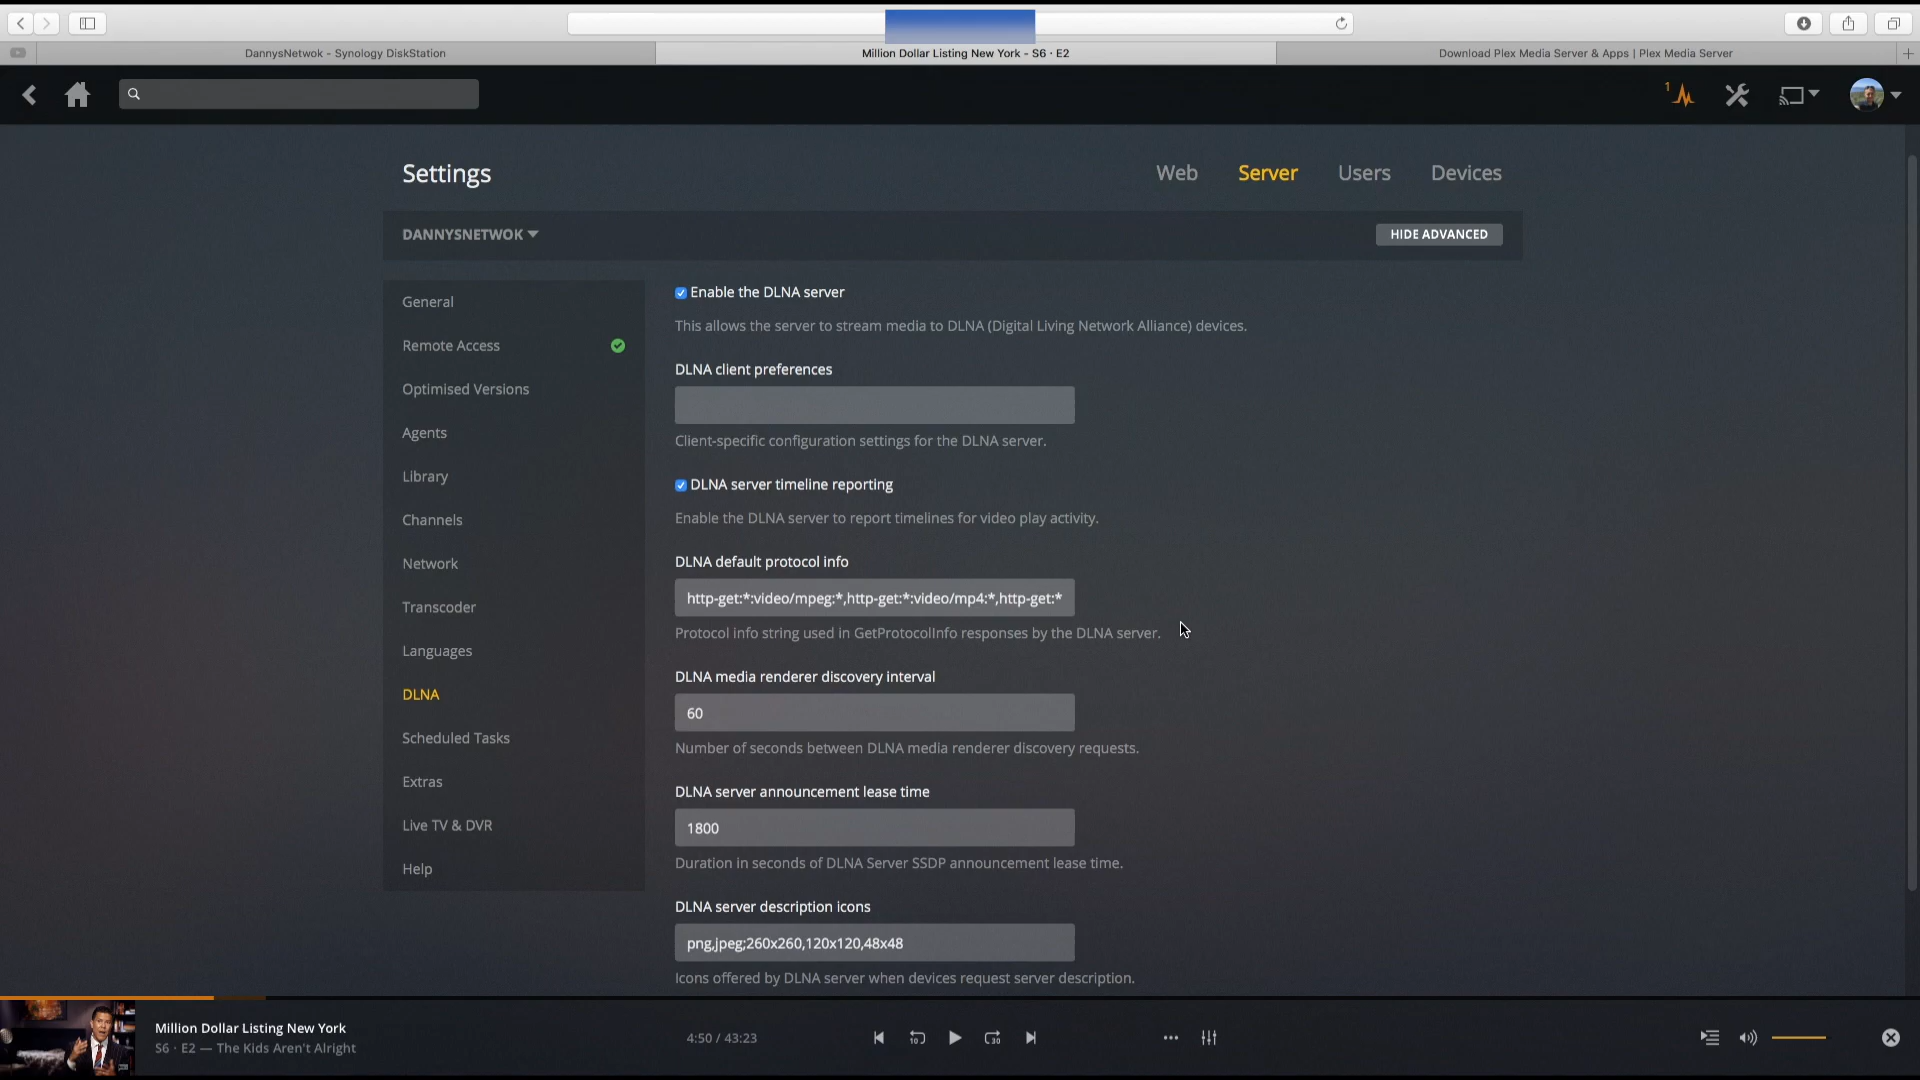 DannysNetwok - Synology DiskStation
Million Dollar Listing New York - S6 · E2
Download Plex Media Server & Apps | Plex Media Server
1
Settings
Web
Server
Users
Devices
DANNYSNETWOK
HIDE ADVANCED
General
Remote Access
Optimised Versions
Agents
Library
Channels
Network
Transcoder
Languages
DLNA
Scheduled Tasks
Extras
Live TV & DVR
Help
Enable the DLNA server
This allows the server to stream media to DLNA (Digital Living Network Alliance) devices.
DLNA client preferences
Client-specific configuration settings for the DLNA server.
DLNA server timeline reporting
Enable the DLNA server to report timelines for video play activity.
DLNA default protocol info
http-get:*:video/mpeg:*,http-get:*:video/mp4:*,http-get:*
Protocol info string used in GetProtocolInfo responses by the DLNA server.
DLNA media renderer discovery interval
60
Number of seconds between DLNA media renderer discovery requests.
DLNA server announcement lease time
1800
Duration in seconds of DLNA Server SSDP announcement lease time.
DLNA server description icons
png,jpeg;260x260,120x120,48x48
Icons offered by DLNA server when devices request server description.
Million Dollar Listing New York
S6 · E2 — The Kids Aren't Alright
4:50 / 43:23
10
30